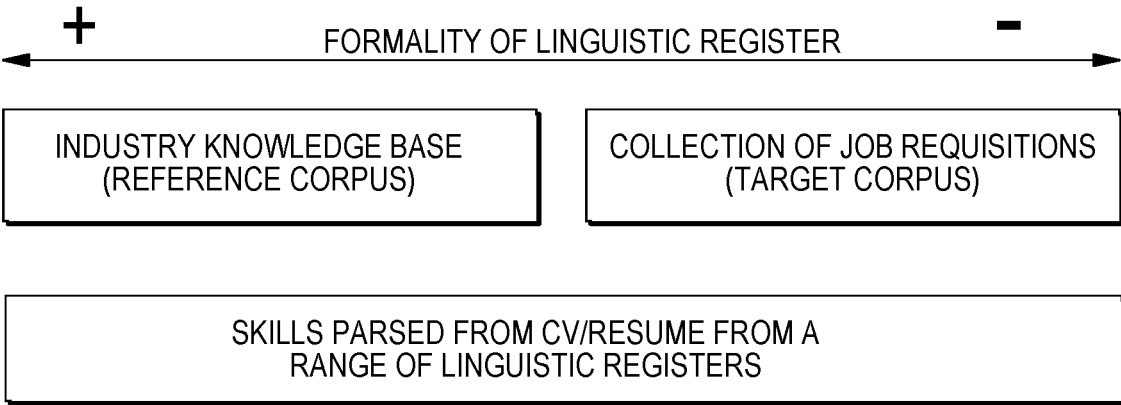 + -
FORMALITY OF LINGUISTIC REGISTER
INDUSTRY KNOWLEDGE BASE
(REFERENCE CORPUS)
COLLECTION OF JOB REQUISITIONS
(TARGET CORPUS)
SKILLS PARSED FROM CV/RESUME FROM A
RANGE OF LINGUISTIC REGISTERS